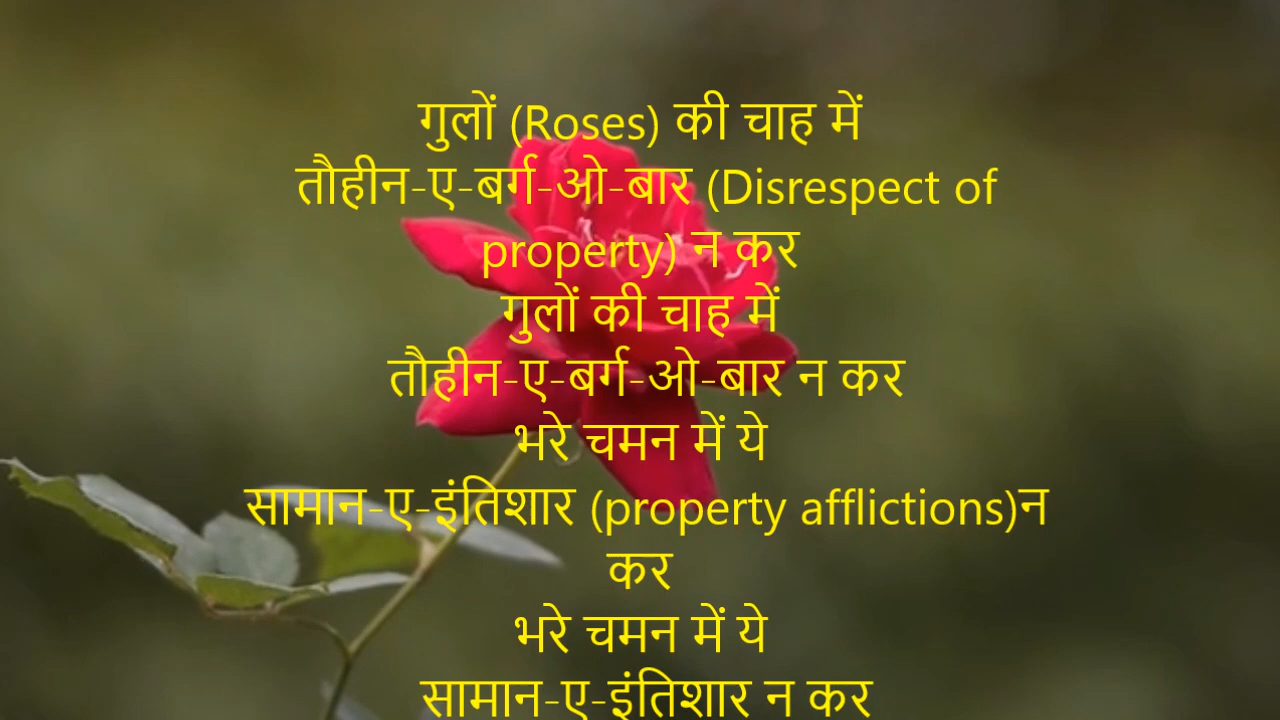 गुलों (Roses) की चाह में
तौहीन-ए-बर्ग-ओ-बार (Disrespect of
property) न कर
गुलों की चाह में
तौहीन-ए-बर्ग-ओ-बार न कर
भरे चमन में ये
सामान-ए-इंतिशार (property afflictions)न
कर
भरे चमन में ये
सामान-ए-इंतिशार न कर